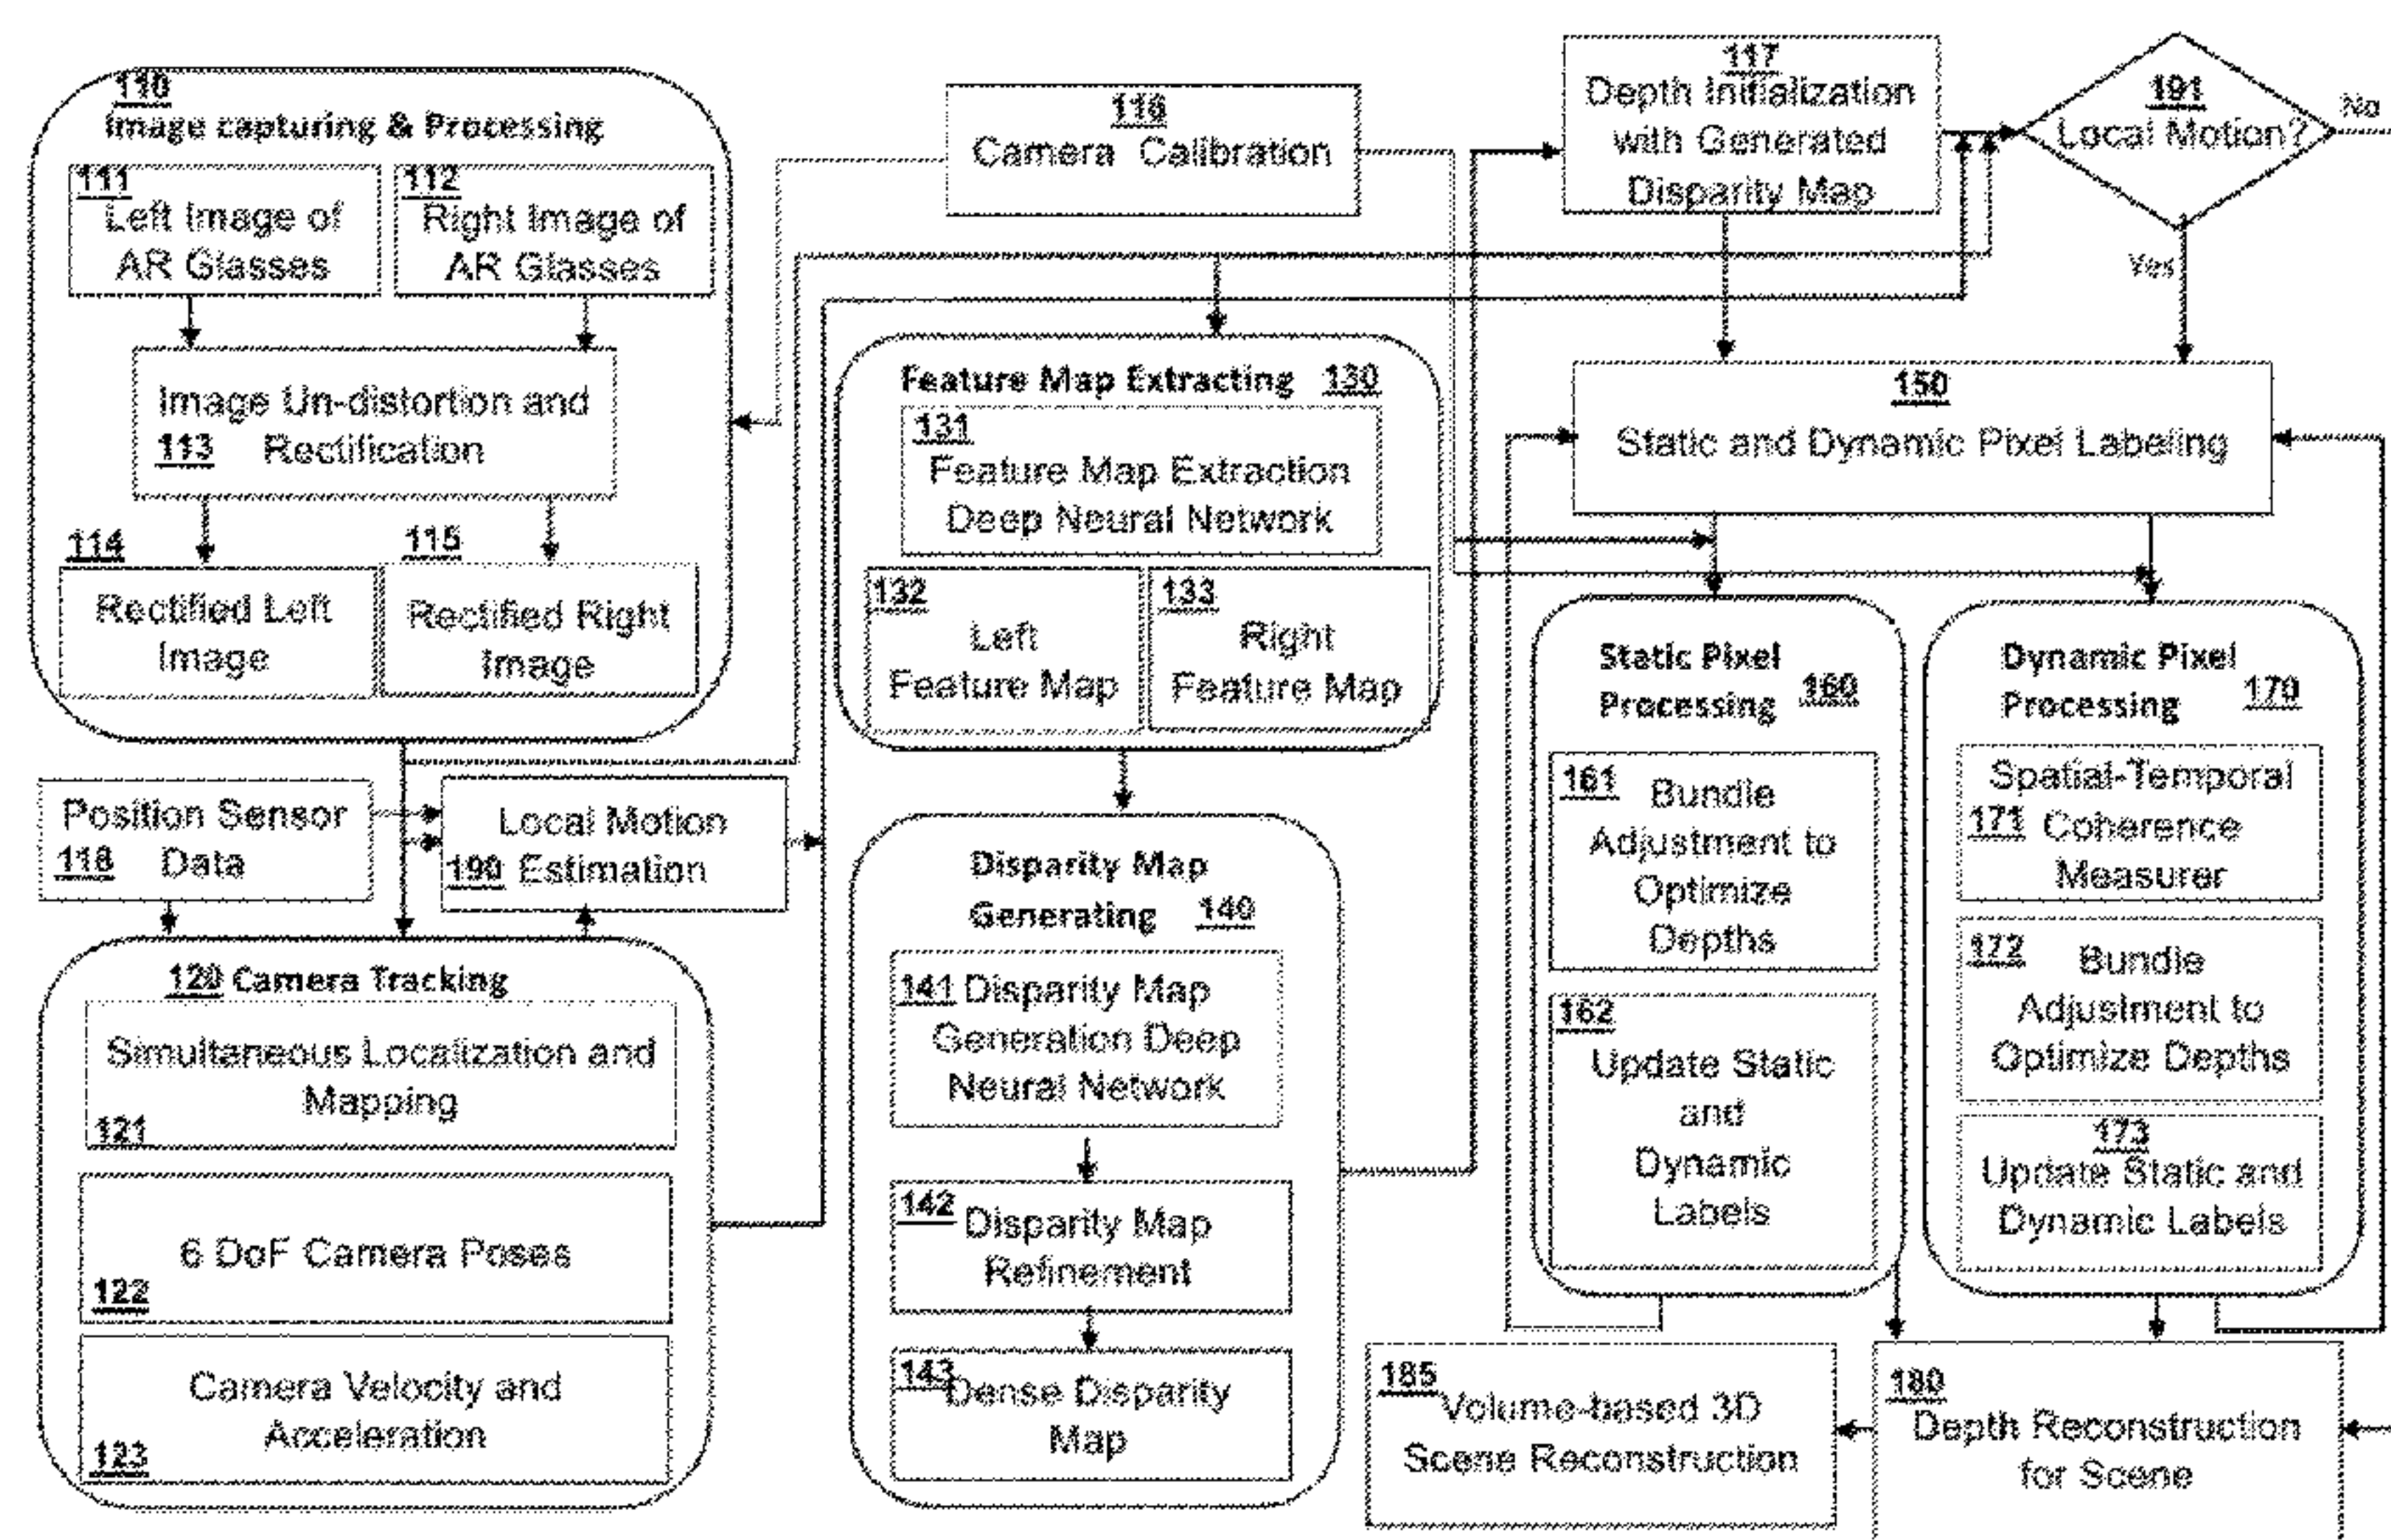 110
Image capturing & Processing
111
Left Image of
AR Glasses
112
Right Image of
AR Glasses
Image Un-distortion and
113 Rectification
114
Rectified Left
Image
115
Rectified Right
Image
116
Camera Calibration
117
Depth Initialization
with Generated
Disparity Map
191
Local Motion?
No
Yes
Position Sensor
118 Data
Local Motion
190 Estimation
120 Camera Tracking
Simultaneous Localization and
Mapping
121
6 DoF Camera Poses
122
Camera Velocity and
Acceleration
123
Feature Map Extracting 130
131
Feature Map Extraction
Deep Neural Network
132
Left
Feature Map
133
Right
Feature Map
Disparity Map
Generating 140
141 Disparity Map
Generation Deep
Neural Network
142
Disparity Map
Refinement
143
Dense Disparity
Map
150
Static and Dynamic Pixel Labeling
Static Pixel
Processing 160
161 Bundle
Adjustment to
Optimize
Depths
162
Update Static
and
Dynamic
Labels
Dynamic Pixel
Processing 170
Spatial-Temporal
171 Coherence
Measurer
172 Bundle
Adjustment to
Optimize Depths
173
Update Static and
Dynamic Labels
185
Volume-based 3D
Scene Reconstruction
180
Depth Reconstruction
for Scene